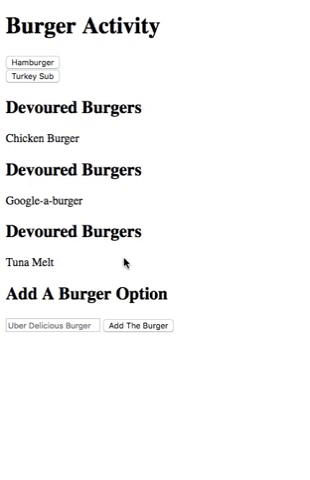 Burger Activity
Hamburger
Turkey Sub
Devoured Burgers
Chicken Burger
Devoured Burgers
Google-a-burger
Devoured Burgers
Tuna Melt
Add A Burger Option
Uber Delicious Burger Add The Burger